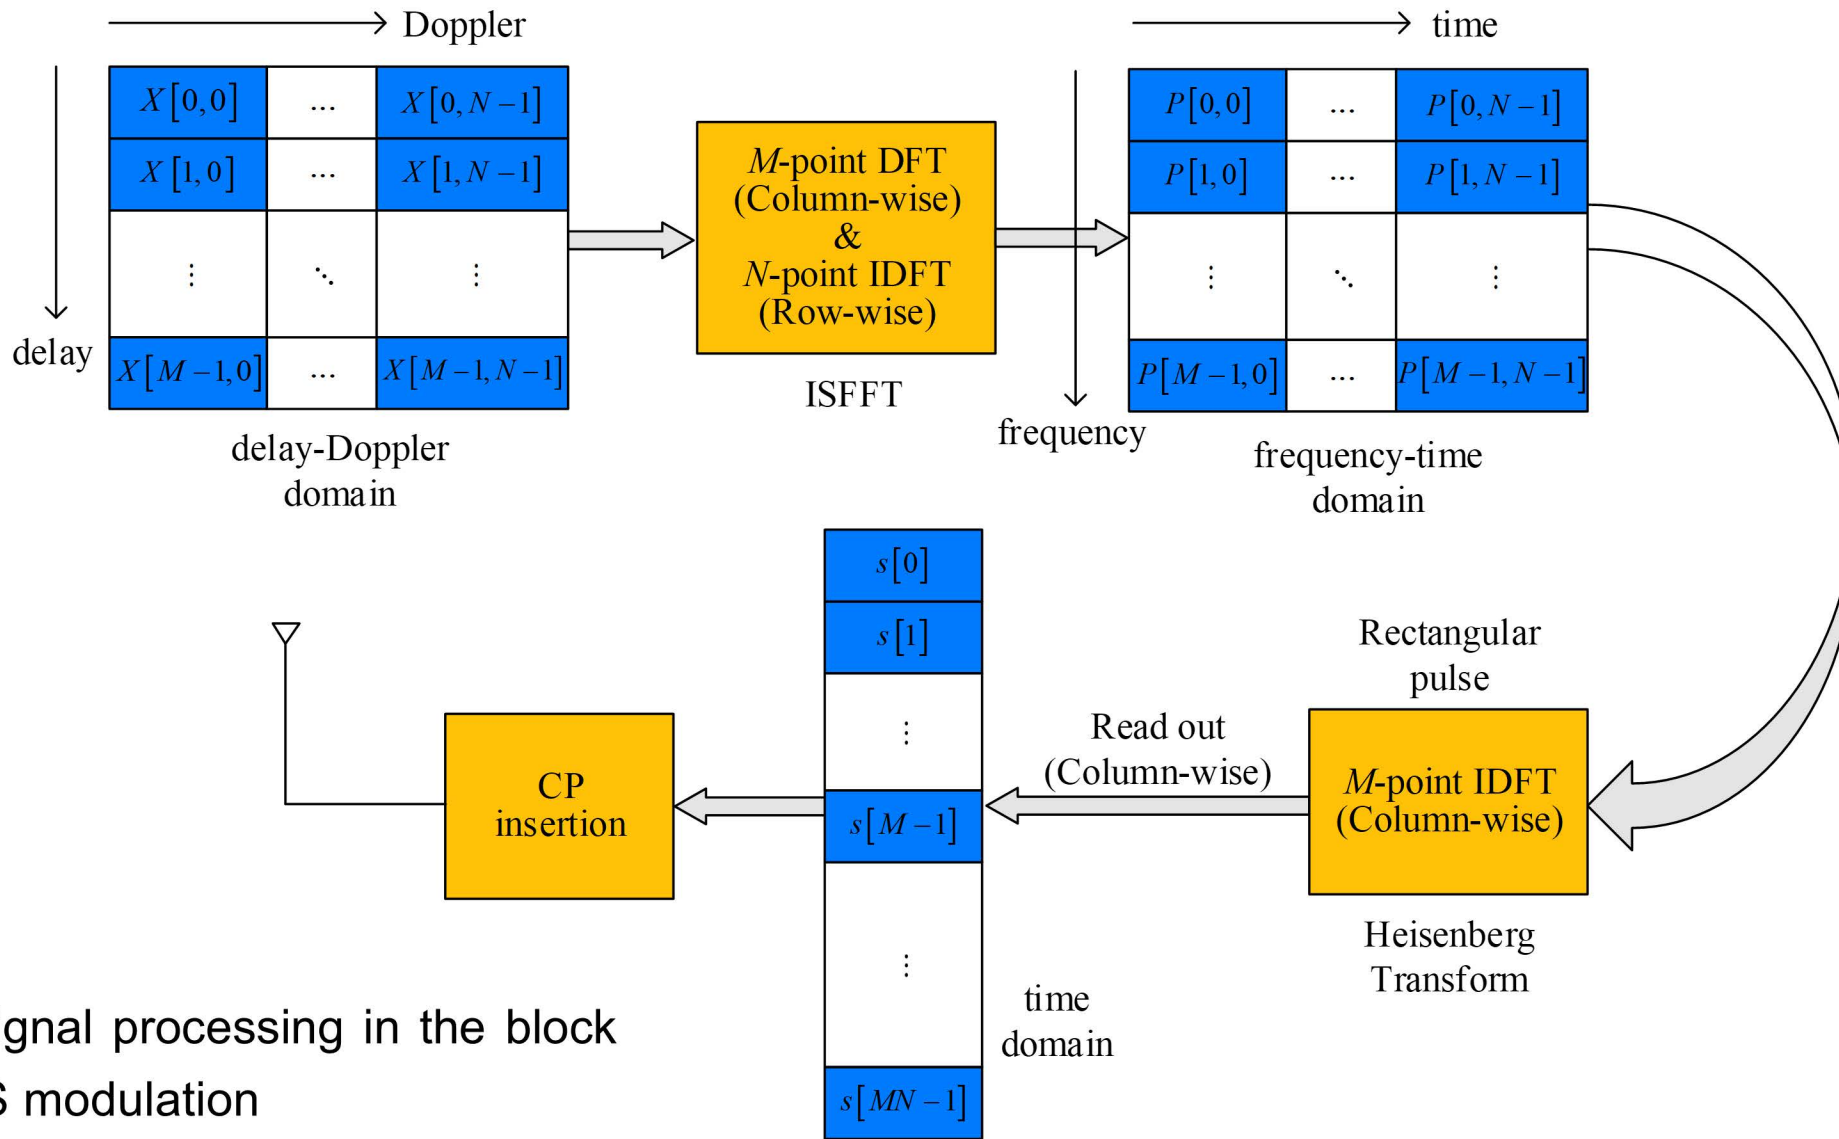 Doppler
time
X[0,0] ... X[0,N−1]
X[1,0] ... X[1,N−1]
⋮ ⋱ ⋮
X[M−1,0] ... X[M−1,N−1]
delay
delay-Doppler
domain
M-point DFT
(Column-wise)
&
N-point IDFT
(Row-wise)
ISFFT
P[0,0] ... P[0,N−1]
P[1,0] ... P[1,N−1]
⋮ ⋱ ⋮
P[M−1,0] ... P[M−1,N−1]
frequency
frequency-time
domain
Rectangular
pulse
M-point IDFT
(Column-wise)
Heisenberg
Transform
Read out
(Column-wise)
s[0]
s[1]
⋮
s[M−1]
⋮
s[MN−1]
time
domain
CP
insertion
gnal processing in the block
S modulation